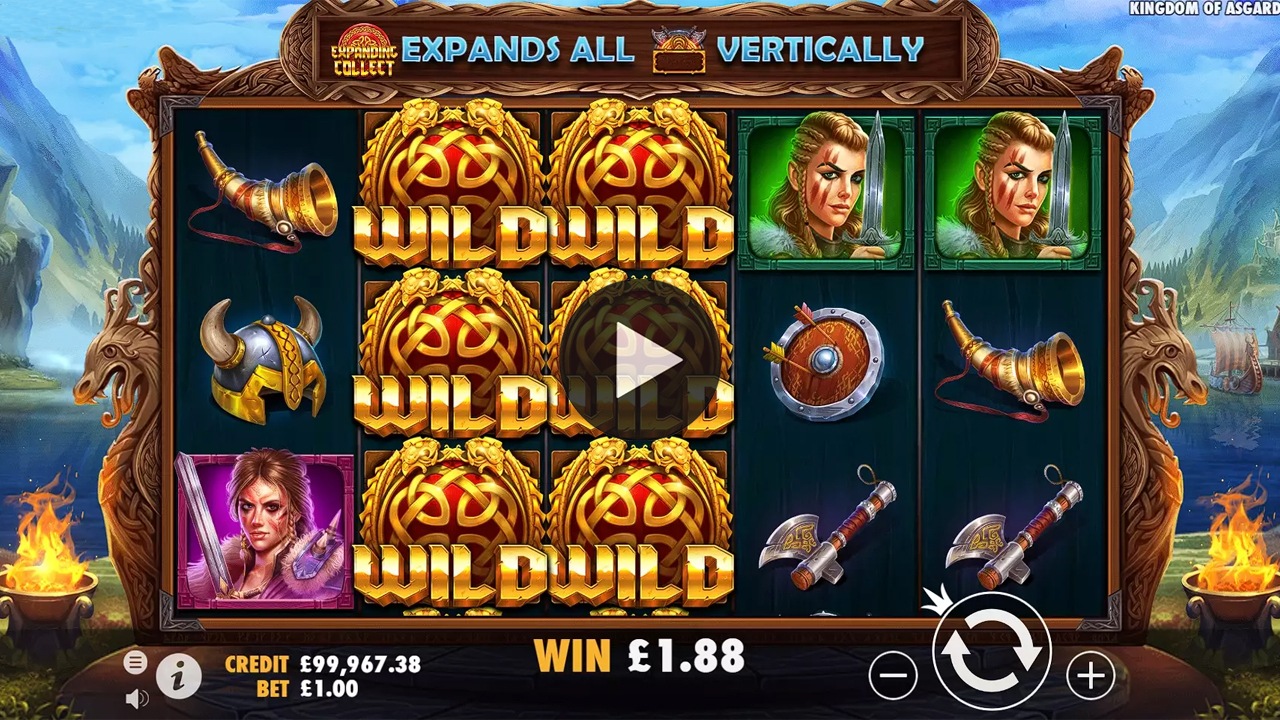 KINGDOM OF ASGARD
EXPANDING
COLLECT
EXPANDS ALL
VERTICALLY
WILD WILD
WILD WILD
WILD WILD
WIN £1.88
CREDIT £99,967.38
BET £1.00
i